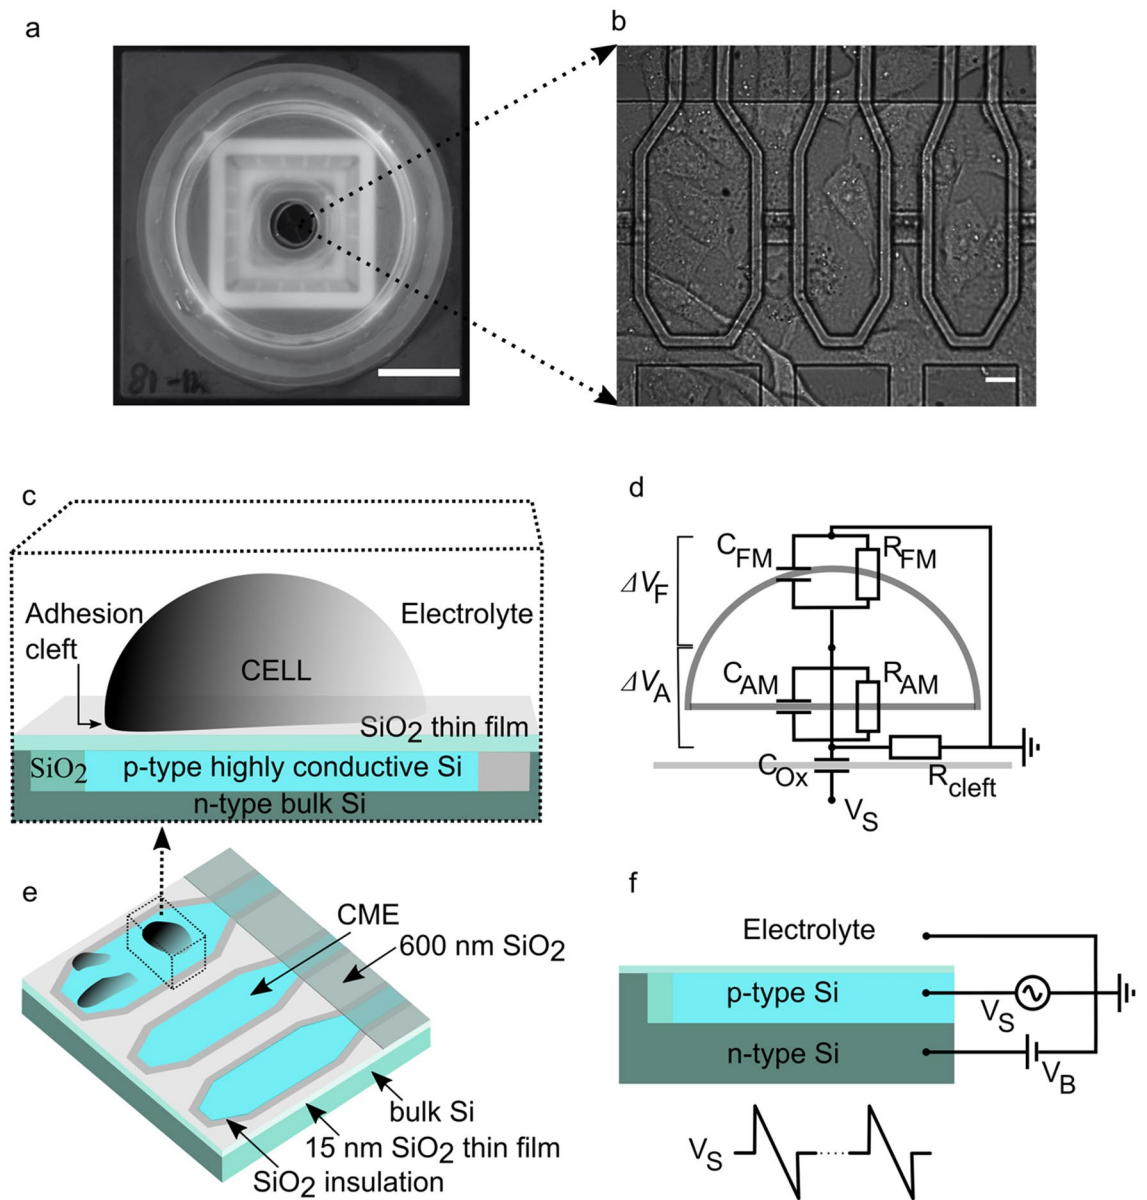 a
b
c
Adhesion
cleft
Electrolyte
CELL
SiO2 thin film
SiO2
p-type highly conductive Si
n-type bulk Si
d
CFM
RFM
ΔVF
CAM
RAM
ΔVA
COx
Rcleft
VS
e
CME
600 nm SiO2
bulk Si
15 nm SiO2 thin film
SiO2 insulation
f
Electrolyte
p-type Si
VS
n-type Si
VB
VS